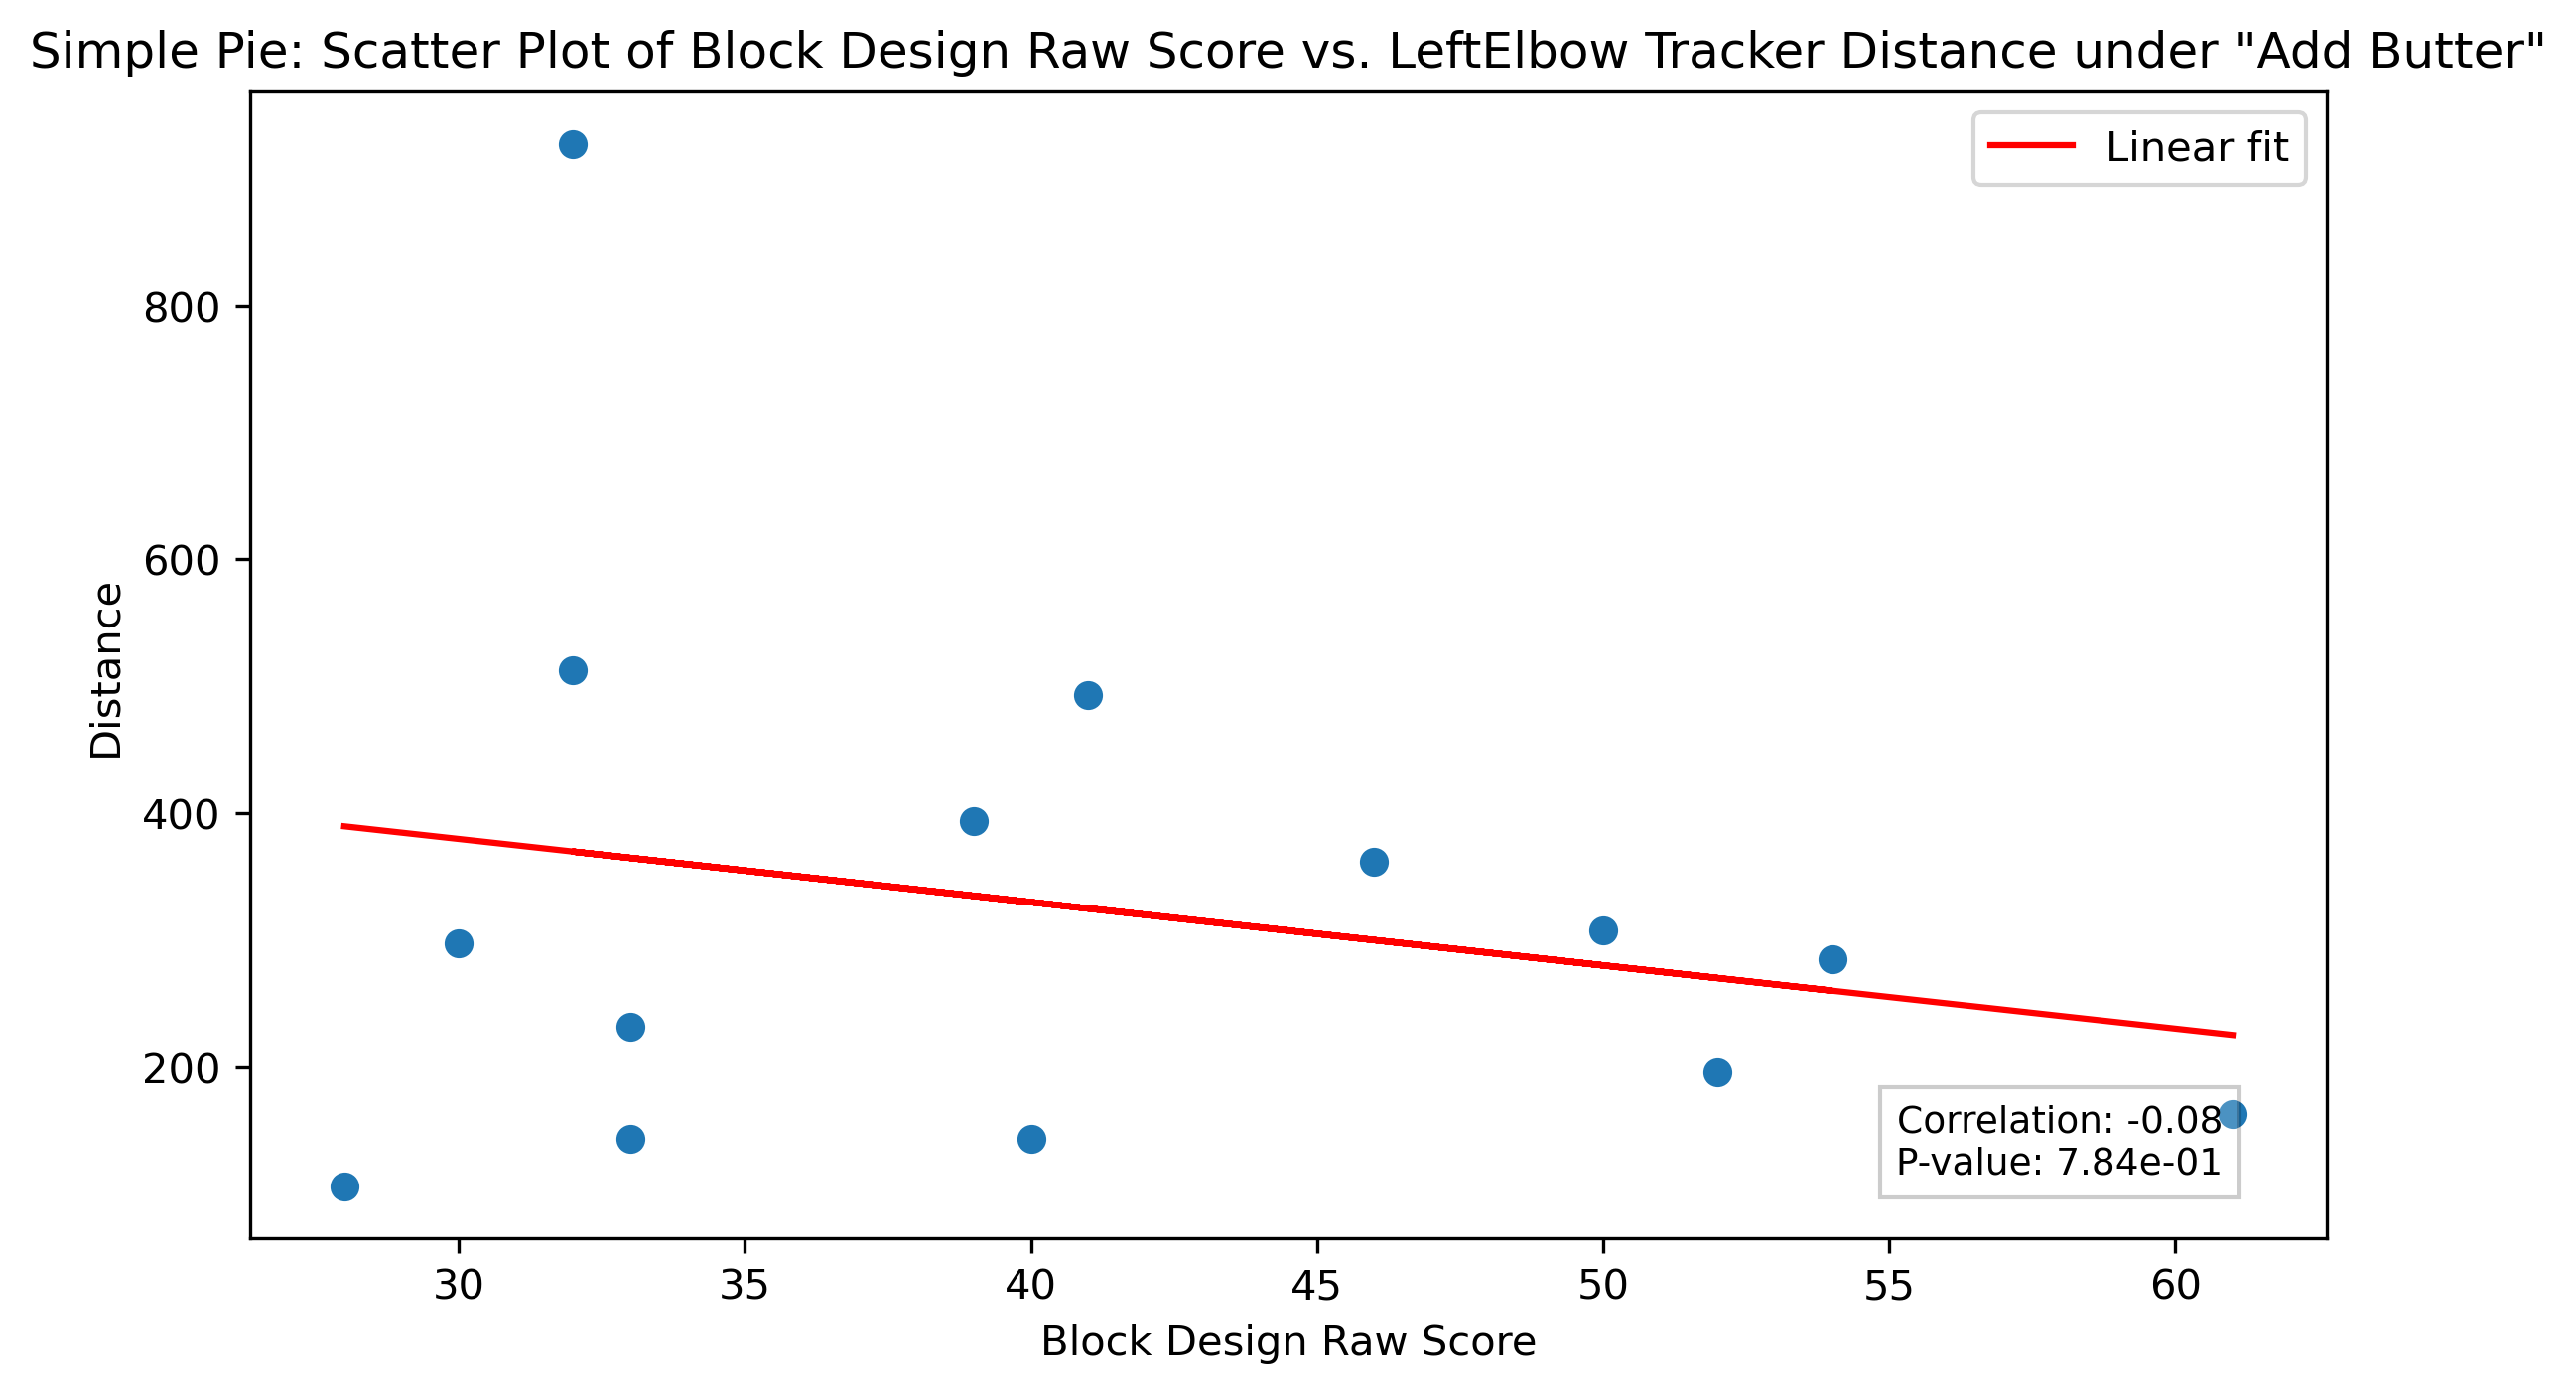 Simple Pie: Scatter Plot of Block Design Raw Score vs. LeftElbow Tracker Distance under "Add Butter"
Linear fit
800
600
400
200
Distance
Correlation: -0.08
P-value: 7.84e-01
30 35 40 45 50 55 60
Block Design Raw Score